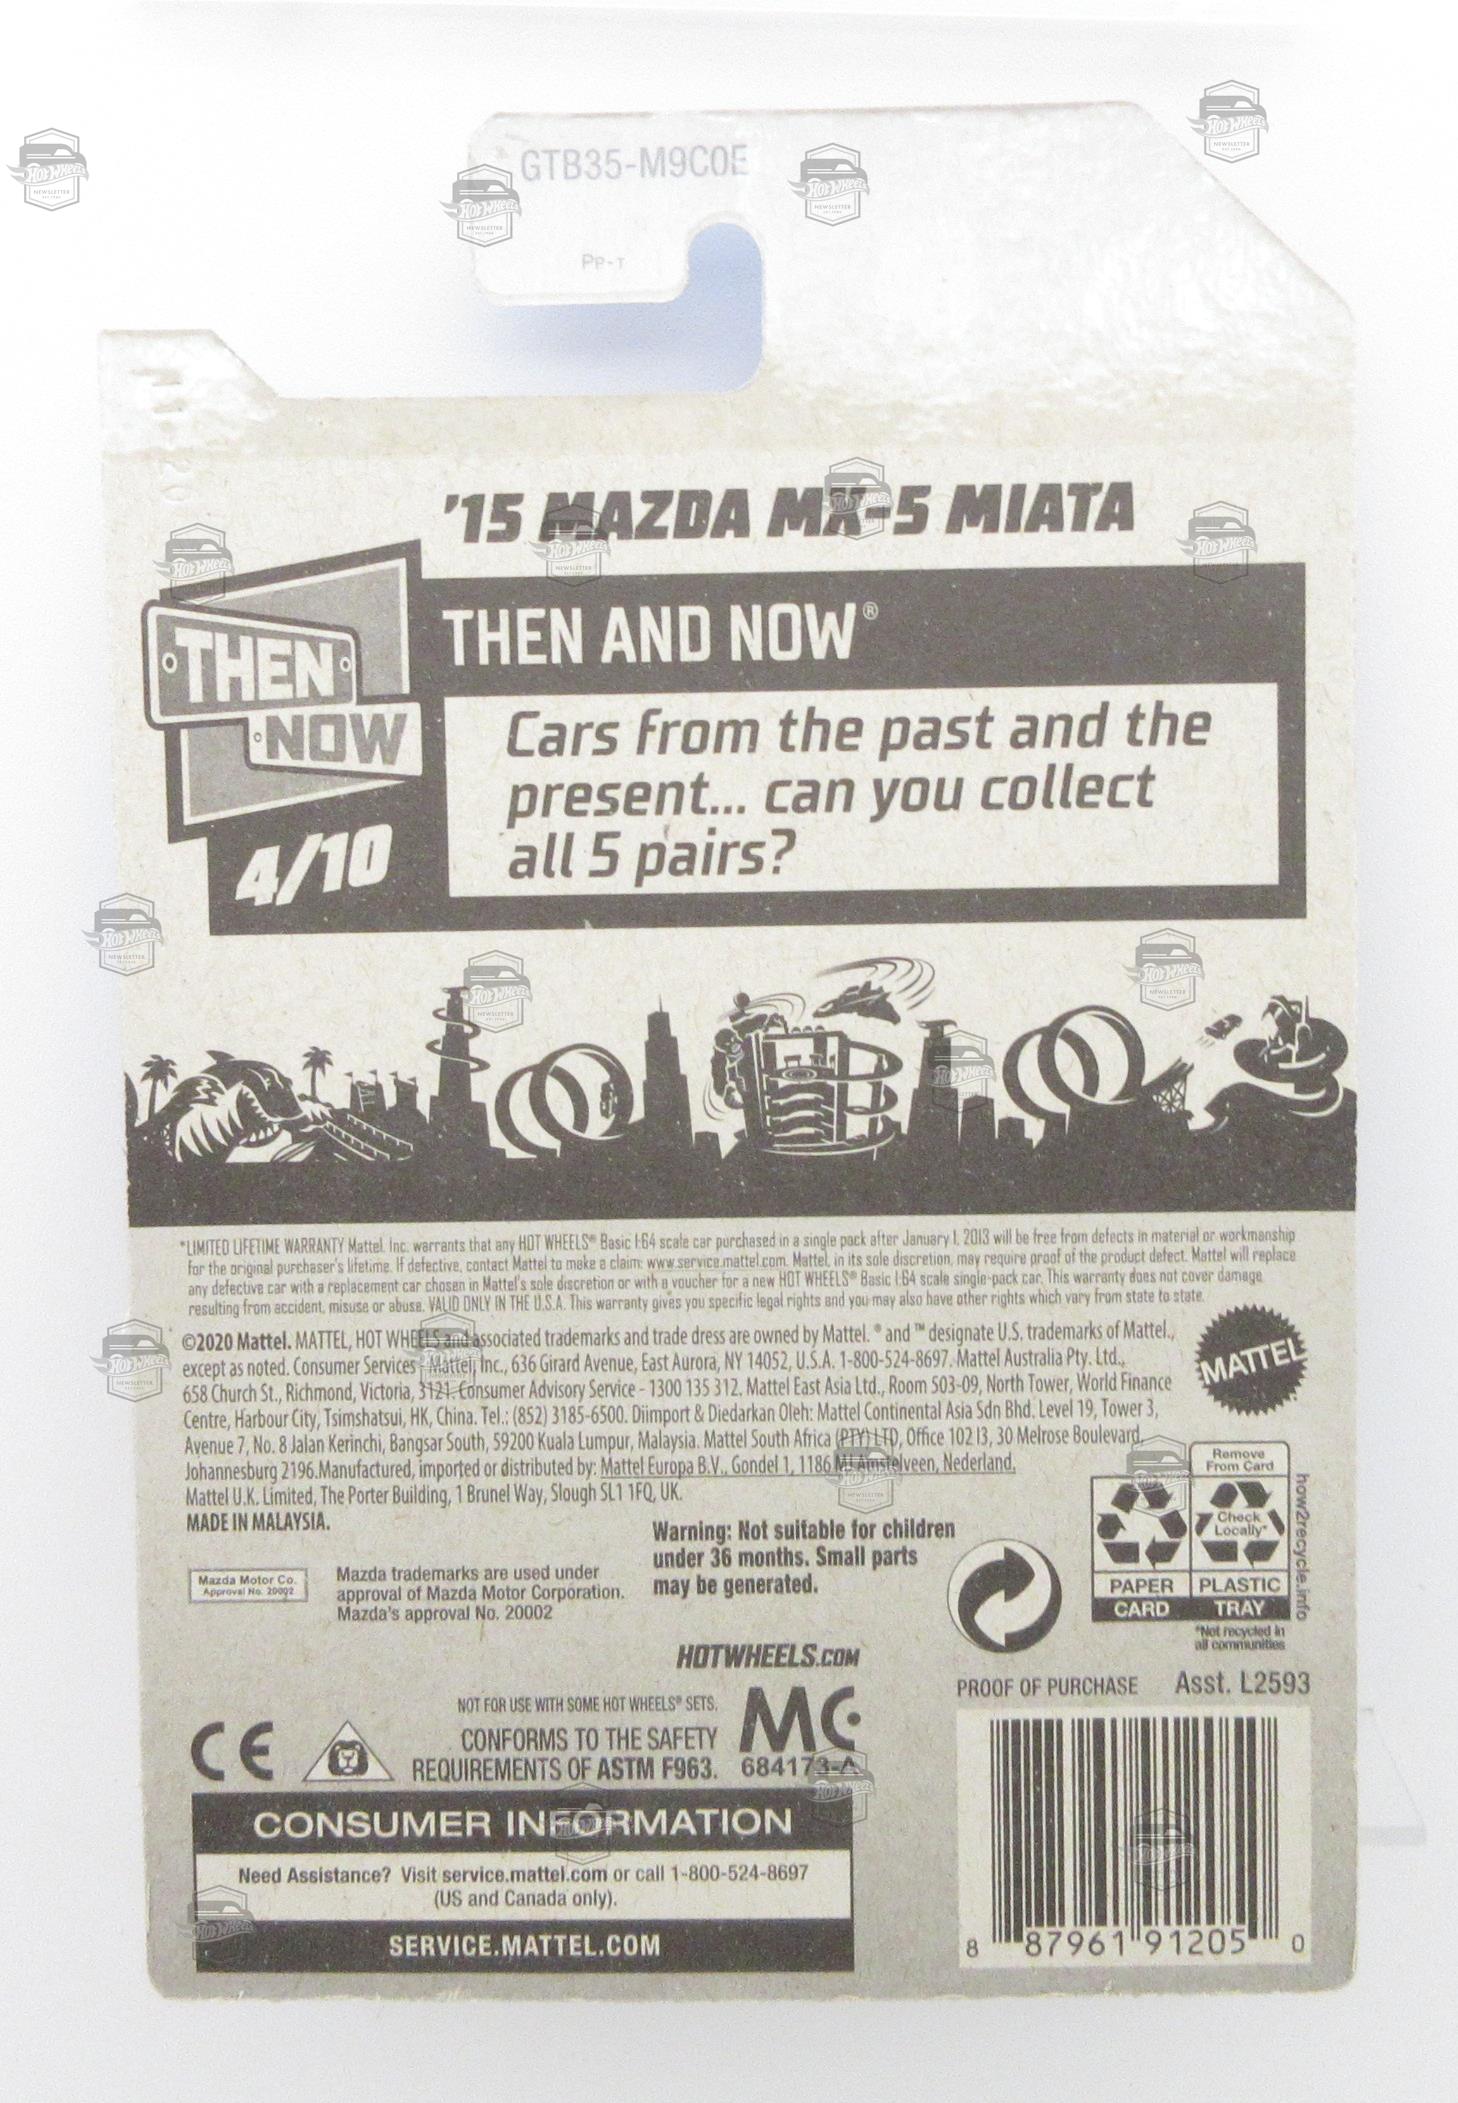 GTB35-M9C0E
PP-T
'15 MAZDA MX-5 MIATA
THEN AND NOW®
THEN
NOW
4/10
Cars from the past and the
present... can you collect
all 5 pairs?
*LIMITED LIFETIME WARRANTY Mattel, Inc. warrants that any HOT WHEELS® Basic 1:64 scale car purchased in a single pack after January 1, 2013 will be free from defects in material or workmanship
for the original purchaser's lifetime. If defective, contact Mattel to make a claim: www.service.mattel.com. Mattel, in its sole discretion, may require proof of the product defect. Mattel will replace
any defective car with a replacement car chosen in Mattel's sole discretion or with a voucher for a new HOT WHEELS® Basic 1:64 scale single-pack car. This warranty does not cover damage
resulting from accident, misuse or abuse. VALID ONLY IN THE U.S.A. This warranty gives you specific legal rights and you may also have other rights which vary from state to state.
©2020 Mattel. MATTEL, HOT WHEELS and associated trademarks and trade dress are owned by Mattel. ® and ™ designate U.S. trademarks of Mattel.,
except as noted. Consumer Services - Mattel, Inc., 636 Girard Avenue, East Aurora, NY 14052, U.S.A. 1-800-524-8697. Mattel Australia Pty. Ltd.,
658 Church St., Richmond, Victoria, 3121. Consumer Advisory Service - 1300 135 312. Mattel East Asia Ltd., Room 503-09, North Tower, World Finance
Centre, Harbour City, Tsimshatsui, HK, China. Tel.: (852) 3185-6500. Diimport & Diedarkan Oleh: Mattel Continental Asia Sdn Bhd. Level 19, Tower 3,
Avenue 7, No. 8 Jalan Kerinchi, Bangsar South, 59200 Kuala Lumpur, Malaysia. Mattel South Africa (PTY) LTD, Office 102 I3, 30 Melrose Boulevard,
Johannesburg 2196.Manufactured, imported or distributed by: Mattel Europa B.V., Gondel 1, 1186 MJ Amstelveen, Nederland.
Mattel U.K. Limited, The Porter Building, 1 Brunel Way, Slough SL1 1FQ, UK.
MADE IN MALAYSIA.
MATTEL
Mazda Motor Co.
Approval No. 20002
Mazda trademarks are used under
approval of Mazda Motor Corporation.
Mazda's approval No. 20002
Warning: Not suitable for children
under 36 months. Small parts
may be generated.
Remove
From Card
Check
Locally*
PAPER
PLASTIC
CARD
TRAY
*Not recycled in
all communities
how2recycle.info
HOTWHEELS.COM
NOT FOR USE WITH SOME HOT WHEELS® SETS.
CONFORMS TO THE SAFETY
REQUIREMENTS OF ASTM F963.
CE
MC
684173-A
PROOF OF PURCHASE Asst. L2593
8 87961 91205 0
CONSUMER INFORMATION
Need Assistance? Visit service.mattel.com or call 1-800-524-8697
(US and Canada only).
SERVICE.MATTEL.COM
HOT WHEELS
NEWSLETTER